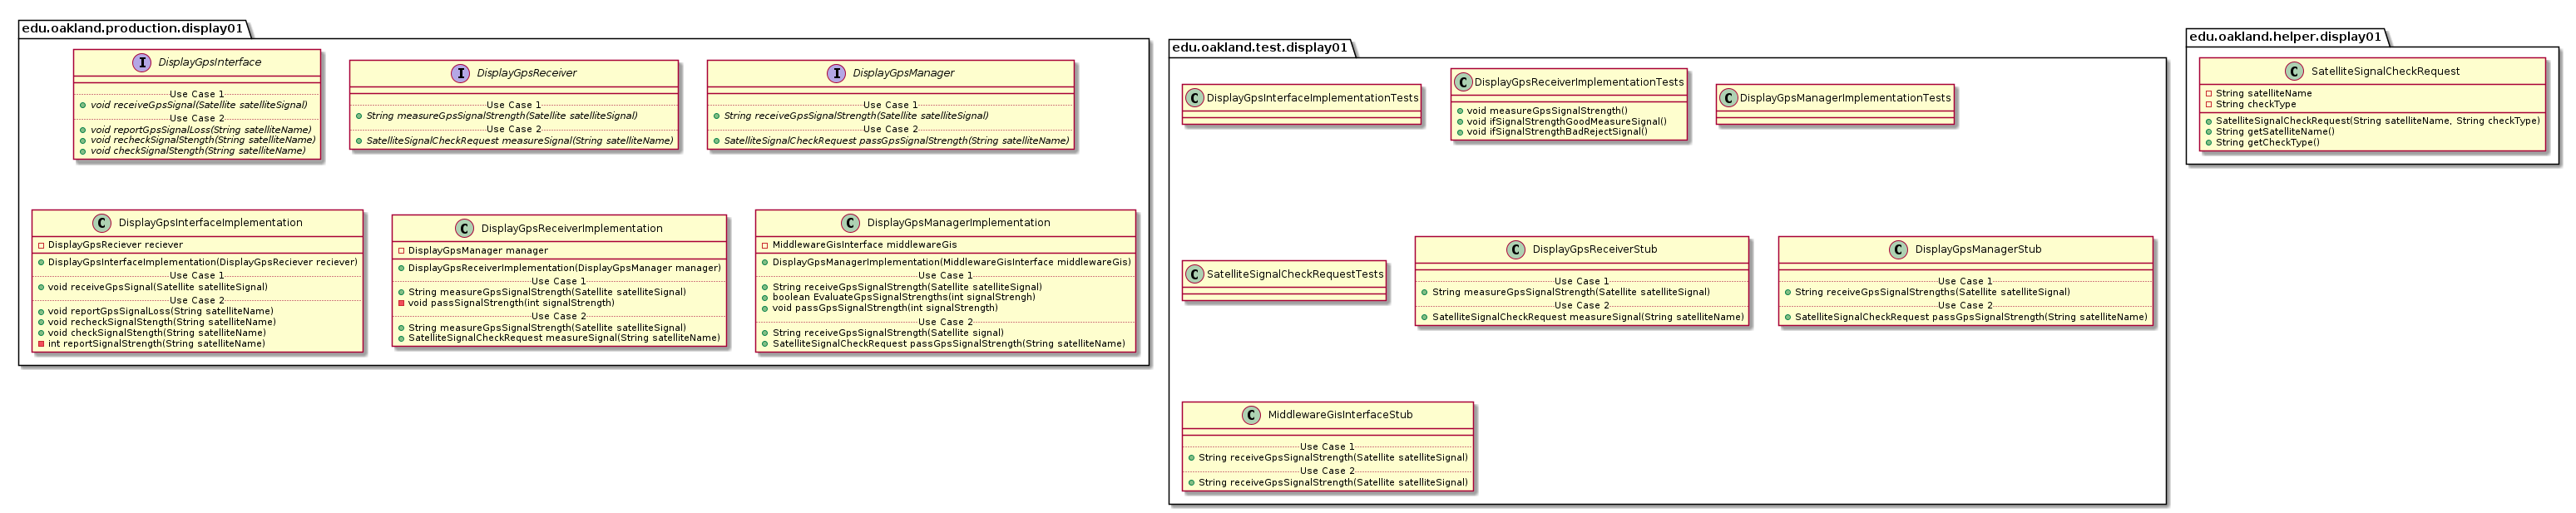 edu.oakland.production.display01
I DisplayGpsInterface
Use Case 1
void receiveGpsSignal(Satellite satelliteSignal)
Use Case 2
void reportGpsSignalLoss(String satelliteName)
void recheckSignalStength(String satelliteName)
void checkSignalStength(String satelliteName)
I DisplayGpsReceiver
Use Case 1
String measureGpsSignalStrength(Satellite satelliteSignal)
Use Case 2
SatelliteSignalCheckRequest measureSignal(String satelliteName)
I DisplayGpsManager
Use Case 1
String receiveGpsSignalStrength(Satellite satelliteSignal)
Use Case 2
SatelliteSignalCheckRequest passGpsSignalStrength(String satelliteName)
C DisplayGpsInterfaceImplementation
DisplayGpsReciever reciever
DisplayGpsInterfaceImplementation(DisplayGpsReciever reciever)
Use Case 1
void receiveGpsSignal(Satellite satelliteSignal)
Use Case 2
void reportGpsSignalLoss(String satelliteName)
void recheckSignalStength(String satelliteName)
void checkSignalStength(String satelliteName)
int reportSignalStrength(String satelliteName)
C DisplayGpsReceiverImplementation
DisplayGpsManager manager
DisplayGpsReceiverImplementation(DisplayGpsManager manager)
Use Case 1
String measureGpsSignalStrength(Satellite satelliteSignal)
void passSignalStrength(int signalStrength)
Use Case 2
String measureGpsSignalStrength(Satellite satelliteSignal)
SatelliteSignalCheckRequest measureSignal(String satelliteName)
C DisplayGpsManagerImplementation
MiddlewareGisInterface middlewareGis
DisplayGpsManagerImplementation(MiddlewareGisInterface middlewareGis)
Use Case 1
String receiveGpsSignalStrength(Satellite satelliteSignal)
boolean EvaluateGpsSignalStrengths(int signalStrengh)
void passGpsSignalStrength(int signalStrength)
Use Case 2
String receiveGpsSignalStrength(Satellite signal)
SatelliteSignalCheckRequest passGpsSignalStrength(String satelliteName)
edu.oakland.test.display01
C DisplayGpsInterfaceImplementationTests
C DisplayGpsReceiverImplementationTests
void measureGpsSignalStrength()
void ifSignalStrengthGoodMeasureSignal()
void ifSignalStrengthBadRejectSignal()
C DisplayGpsManagerImplementationTests
C SatelliteSignalCheckRequestTests
C DisplayGpsReceiverStub
Use Case 1
String measureGpsSignalStrength(Satellite satelliteSignal)
Use Case 2
SatelliteSignalCheckRequest measureSignal(String satelliteName)
C DisplayGpsManagerStub
Use Case 1
String receiveGpsSignalStrengths(Satellite satelliteSignal)
Use Case 2
SatelliteSignalCheckRequest passGpsSignalStrength(String satelliteName)
C MiddlewareGisInterfaceStub
Use Case 1
String receiveGpsSignalStrength(Satellite satelliteSignal)
Use Case 2
String receiveGpsSignalStrength(Satellite satelliteSignal)
edu.oakland.helper.display01
C SatelliteSignalCheckRequest
String satelliteName
String checkType
SatelliteSignalCheckRequest(String satelliteName, String checkType)
String getSatelliteName()
String getCheckType()